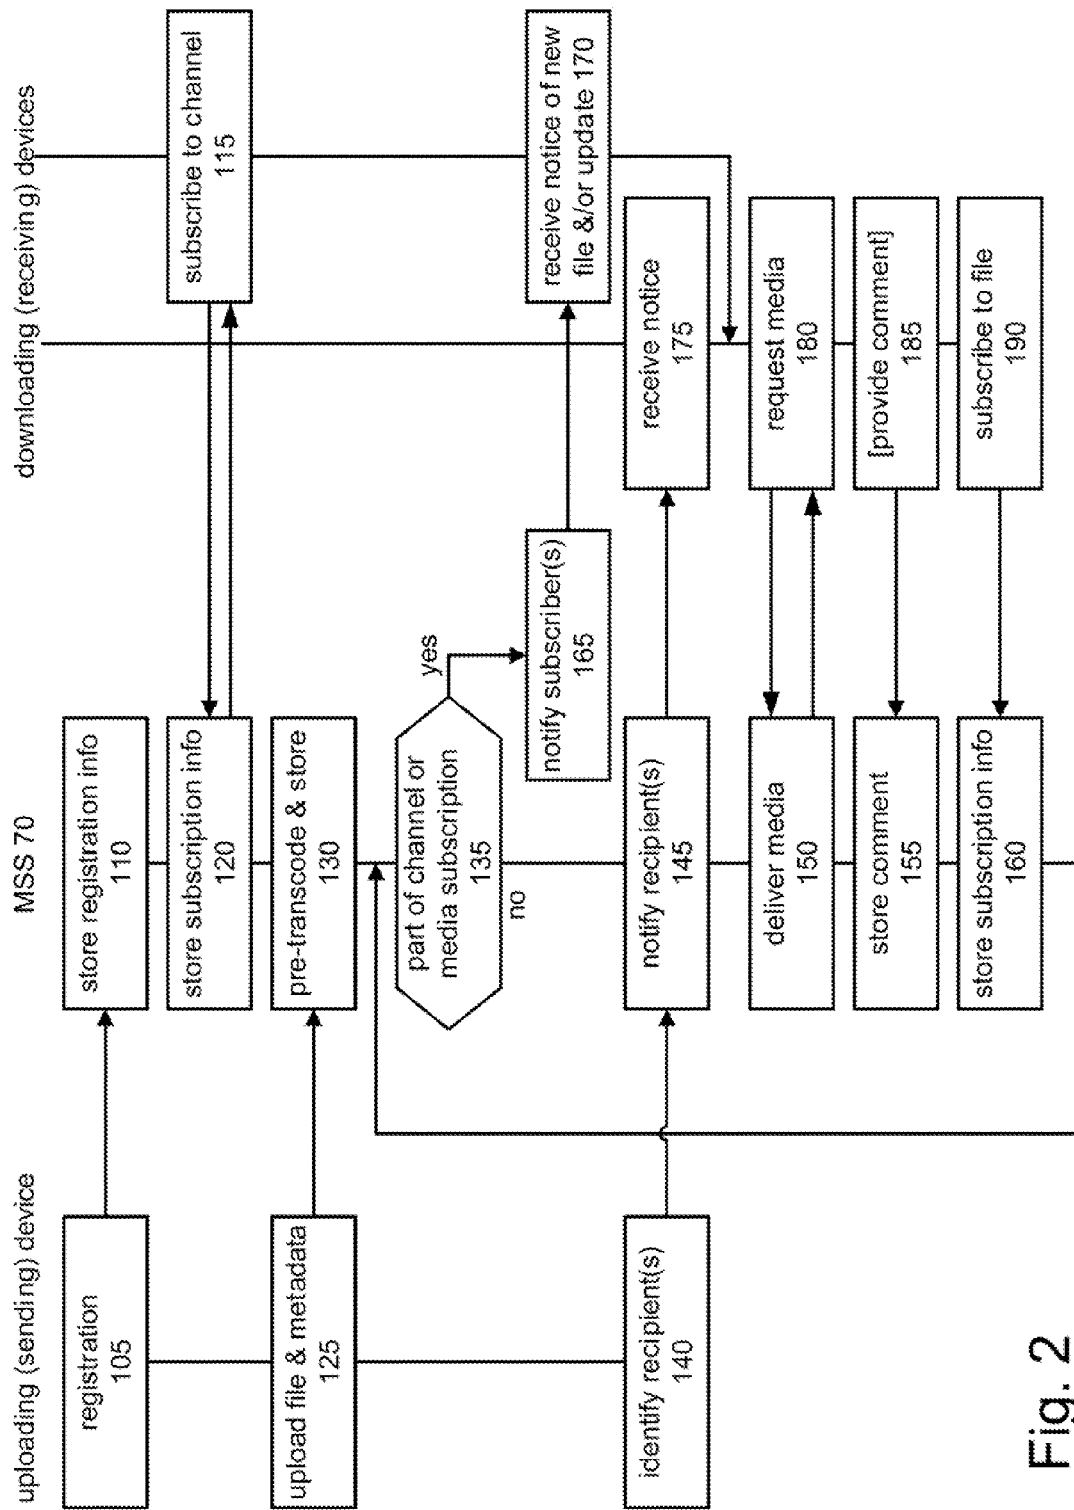 uploading (sending) device
MSS 70
downloading (receiving) devices
registration
105
store registration info
110
store subscription info
120
subscribe to channel
115
upload file & metadata
125
pre-transcode & store
130
part of channel or
media subscription
135
yes
no
notify subscriber(s)
165
receive notice of new
file &/or update 170
identify recipient(s)
140
notify recipient(s)
145
receive notice
175
deliver media
150
request media
180
store comment
155
[provide comment]
185
store subscription info
160
subscribe to file
190
Fig. 2